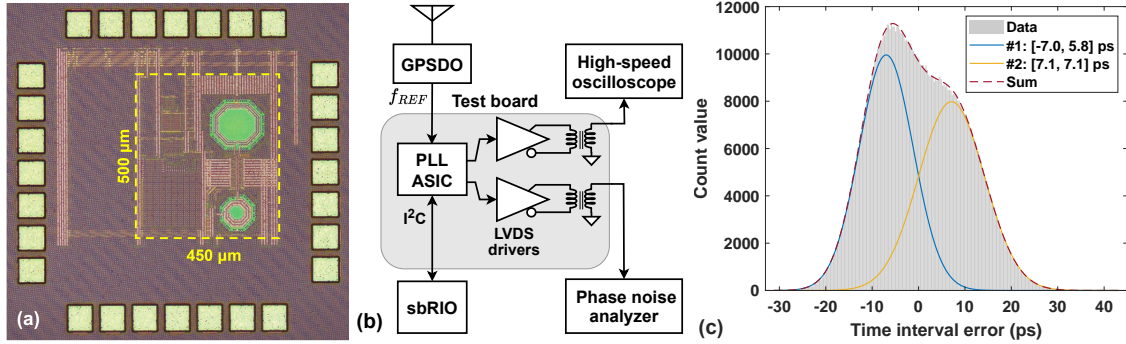 500 µm
450 µm
(a)
GPSDO
f_REF
Test board
High-speed
oscilloscope
PLL
ASIC
I²C
LVDS
drivers
sbRIO
Phase noise
analyzer
(b)
12000
10000
8000
6000
4000
2000
0
Count value
-30 -20 -10 0 10 20 30 40
Time interval error (ps)
Data
#1: [-7.0, 5.8] ps
#2: [7.1, 7.1] ps
Sum
(c)